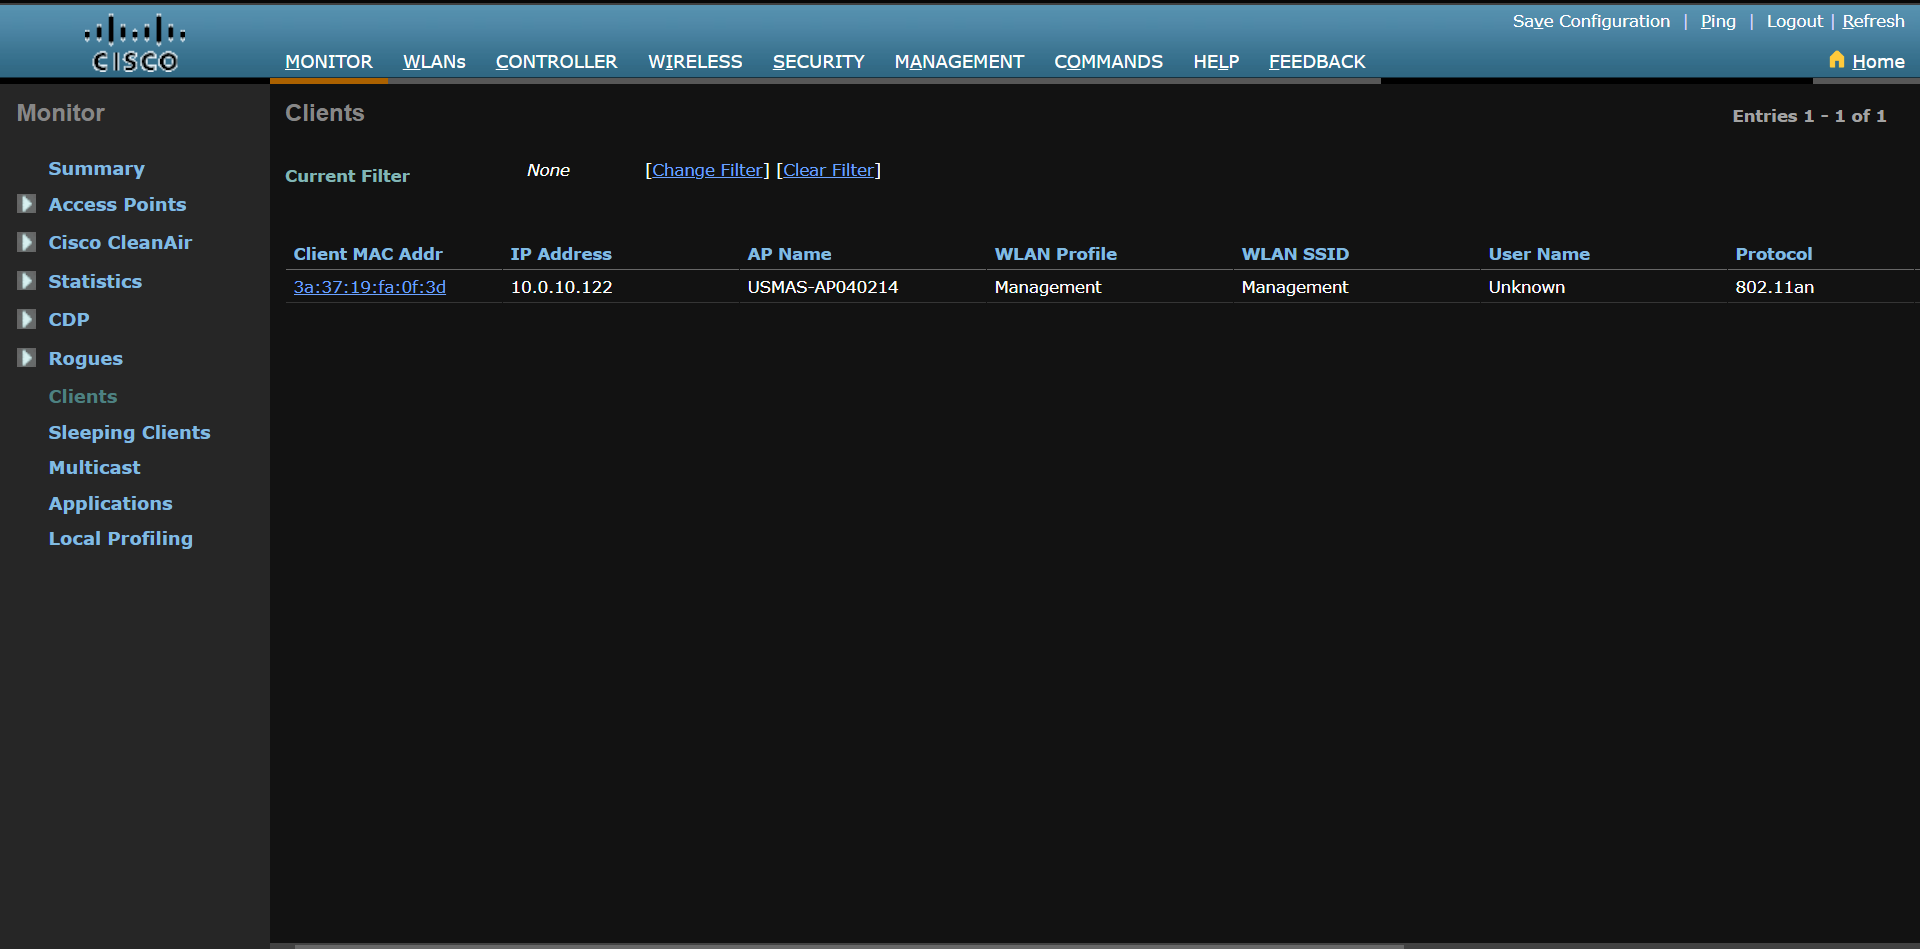 Save Configuration | Ping | Logout | Refresh
CISCO
MONITOR WLANs CONTROLLER WIRELESS SECURITY MANAGEMENT COMMANDS HELP FEEDBACK Home
Monitor
Summary
Access Points
Cisco CleanAir
Statistics
CDP
Rogues
Clients
Sleeping Clients
Multicast
Applications
Local Profiling
Clients
Entries 1 - 1 of 1
Current Filter None [Change Filter] [Clear Filter]
Client MAC Addr IP Address AP Name WLAN Profile WLAN SSID User Name Protocol
3a:37:19:fa:0f:3d 10.0.10.122 USMAS-AP040214 Management Management Unknown 802.11an